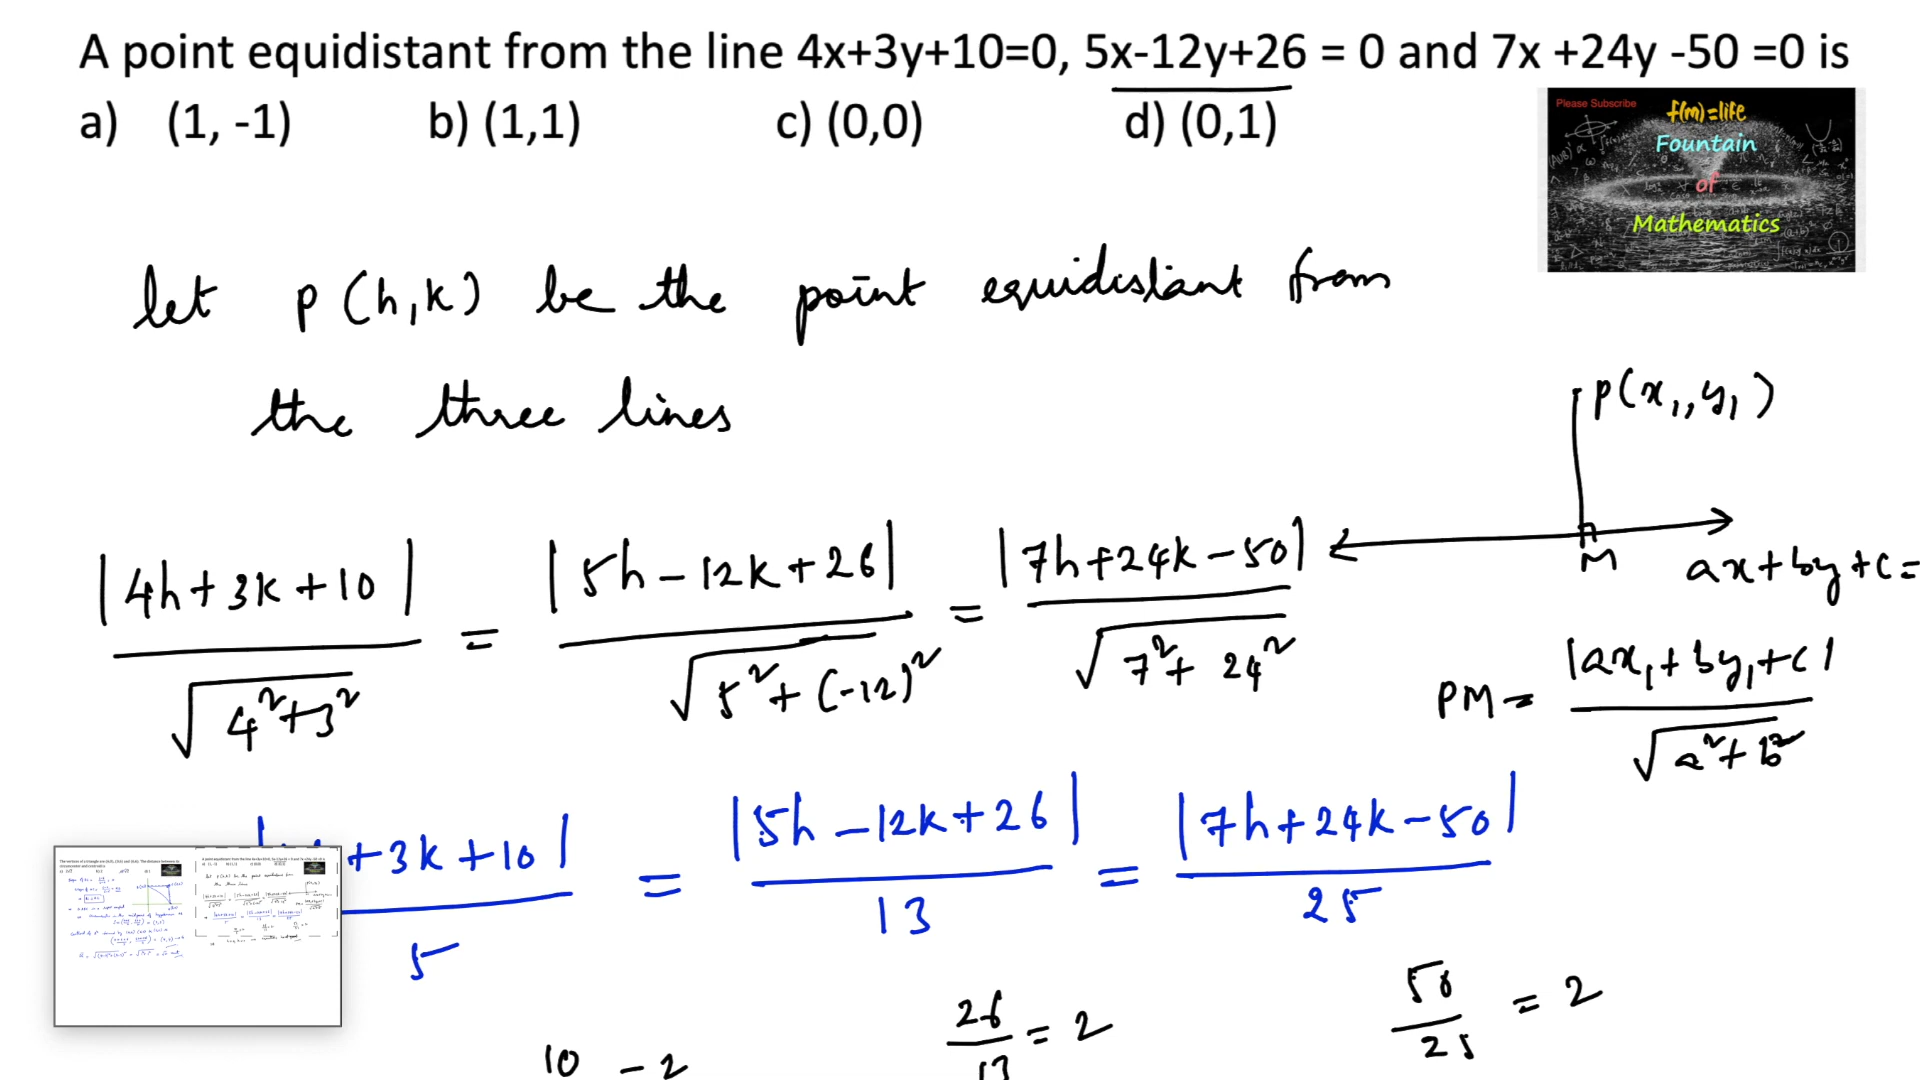 A point equidistant from the line 4x+3y+10=0, 5x-12y+26 = 0 and 7x +24y -50 =0 is
a) (1, -1) b) (1,1) c) (0,0) d) (0,1)
Please Subscribe
f(m)=life
Fountain
of
Mathematics
let p(h,k) be the point equidistant from
the three lines
P(x₁,y₁)
M
ax+by+c=
|4h+3k+10|/√(4²+3²) = |5h-12k+26|/√(5²+(-12)²) = |7h+24k-50|/√(7²+24²)
PM = |ax₁+by₁+c|/√(a²+b²)
+3k+10|/5 = |5h-12k+26|/13 = |7h+24k-50|/25
10 - 2
26/13 = 2
50/25 = 2